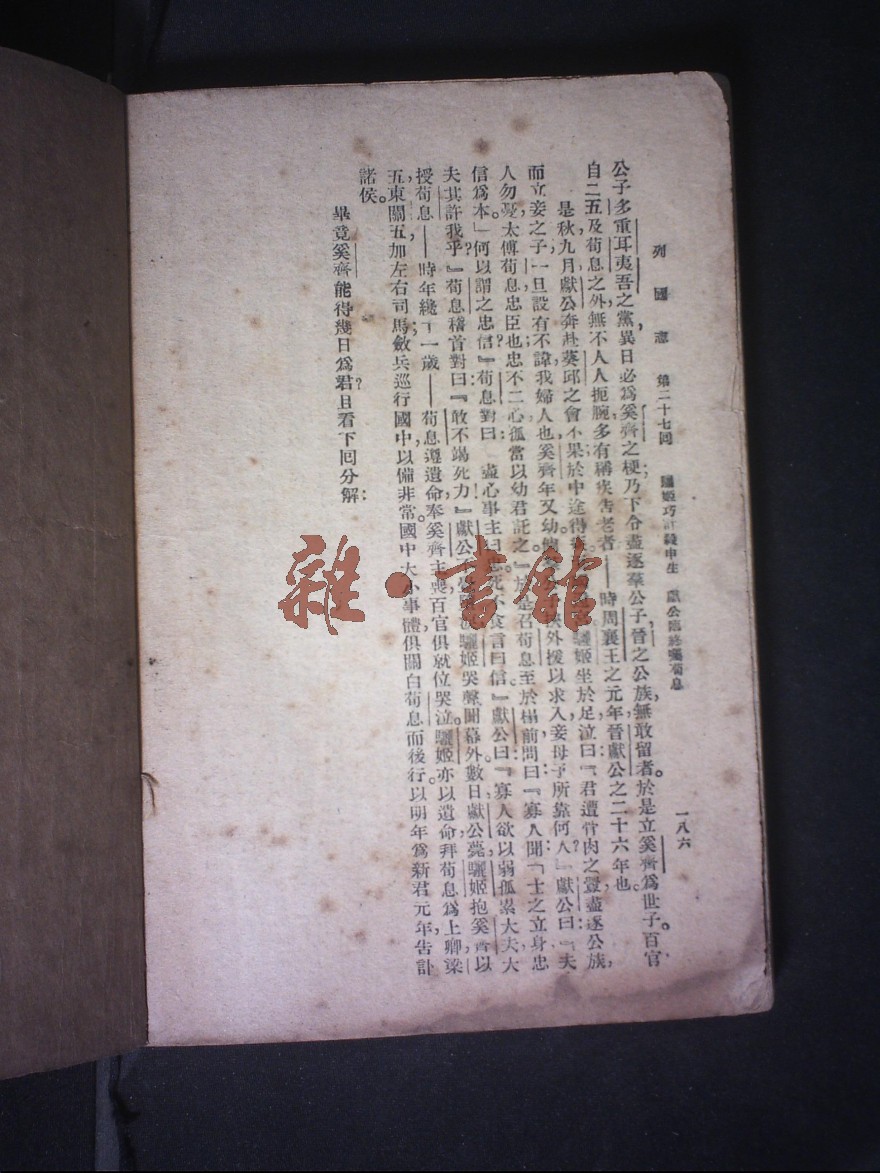 列國志 第二十七回 驪姬巧計殺申生 獻公臨終囑荀息 一八六
公子多重耳夷吾之黨，異日必爲奚齊之梗；乃下令盡逐羣公子，晉之公族，無敢留者。於是立奚齊爲世子。百官
自二五及荀息之外，無不人人扼腕，多有稱疾告老者——時周襄王之元年，晉獻公之二十六年也。
是秋九月，獻公奔赴葵邱之會，不果，於中途得 驪姬坐於足，泣曰：『君遭骨肉之釁，盡逐公族，
而立妾之子，一旦設有不諱，我婦人也，奚齊年又幼， 外援以求入，妾母子所靠何人？』獻公曰：『夫
人勿憂，太傅荀息，忠臣也，忠不二心，孤當以幼君託之。』於是召荀息至於榻前，問曰：『寡人聞「士之立身，忠
信爲本。」何以謂之忠信？』荀息對曰：盡心事主曰忠，死不食言曰信。』獻公曰：『寡人欲以弱孤累大夫，大
夫其許我乎？』荀息稽首對曰：『敢不竭死力！』獻公 驪姬哭聲聞幕外，數日，獻公薨，驪姬抱奚齊以
授荀息——時年纔十一歲——荀息遵遺命，奉奚齊主喪，百官俱就位哭泣。驪姬亦以遺命，拜荀息爲上卿，梁
五東關五加左右司馬，斂兵巡行國中，以備非常。國中大小事體，俱關白荀息而後行。以明年爲新君元年，告訃
諸侯。
畢竟奚齊能得幾日爲君？且看下回分解：
雜·書館